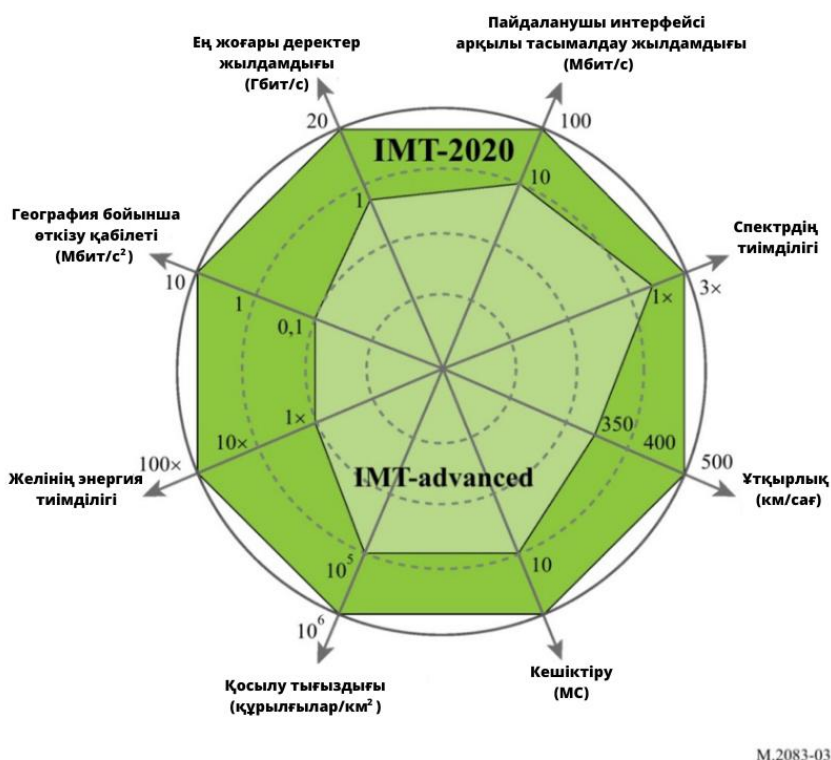 Пайдаланушы интерфейсі
арқылы тасымалдау жылдамдығы
(Мбит/с)
Ең жоғары деректер
жылдамдығы
(Гбит/с)
20
100
IMT-2020
1
10
География бойынша
өткізу қабілеті
(Мбит/с²)
Спектрдің
тиімділігі
10
1
0,1
1×
3×
1×
10×
100×
350
400
500
Желінің энергия
тиімділігі
IMT-advanced
Ұтқырлық
(км/сағ)
10⁵
10
10⁶
Қосылу тығыздығы
(құрылғылар/км²)
Кешіктіру
(МС)
M.2083-03